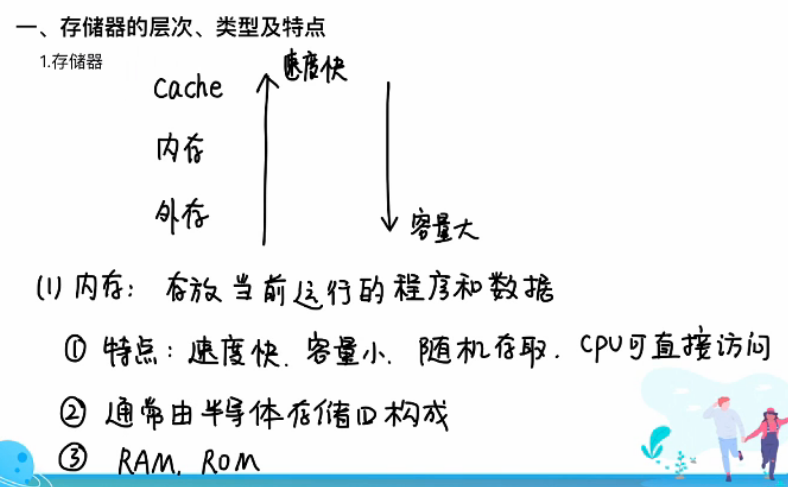 一、存储器的层次、类型及特点
1.存储器
速度快
Cache
内存
外存
容量大
(1) 内存：存放当前运行的程序和数据
① 特点：速度快、容量小、随机存取、CPU可直接访问
② 通常由半导体存储口构成
③ RAM、ROM